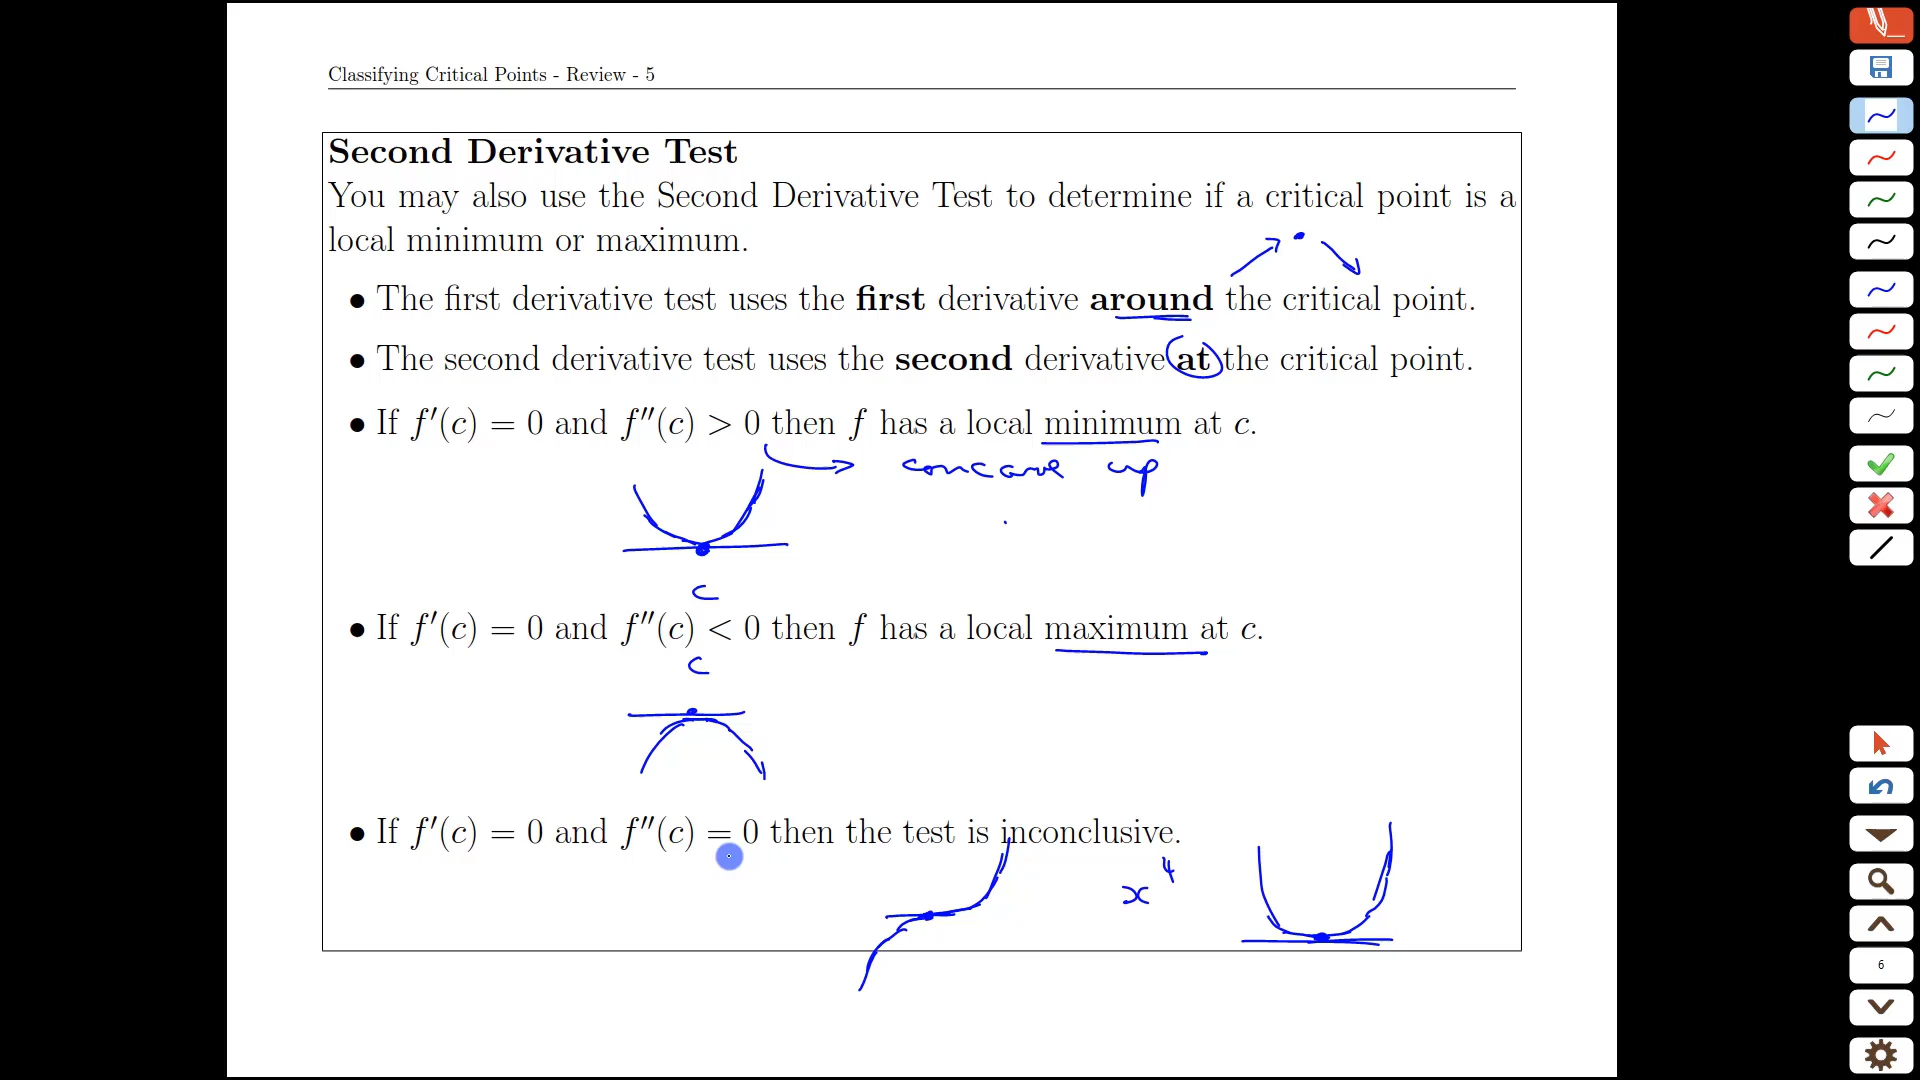 Classifying Critical Points - Review - 5
Second Derivative Test
You may also use the Second Derivative Test to determine if a critical point is a
local minimum or maximum.
• The first derivative test uses the first derivative around the critical point.
• The second derivative test uses the second derivative at the critical point.
• If f′(c) = 0 and f″(c) > 0 then f has a local minimum at c.
concave up
c
• If f′(c) = 0 and f″(c) < 0 then f has a local maximum at c.
c
• If f′(c) = 0 and f″(c) = 0 then the test is inconclusive.
x⁴
6